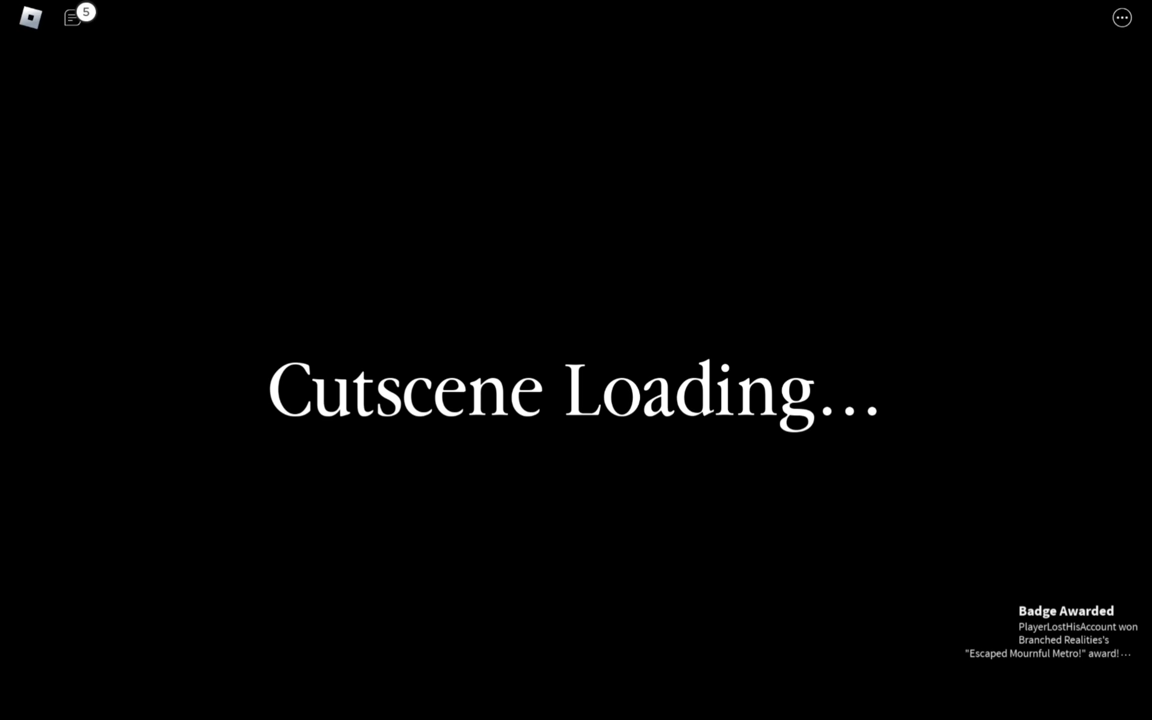 5
Cutscene Loading...
Badge Awarded
PlayerLostHisAccount won
Branched Realities's
"Escaped Mournful Metro!" award!...